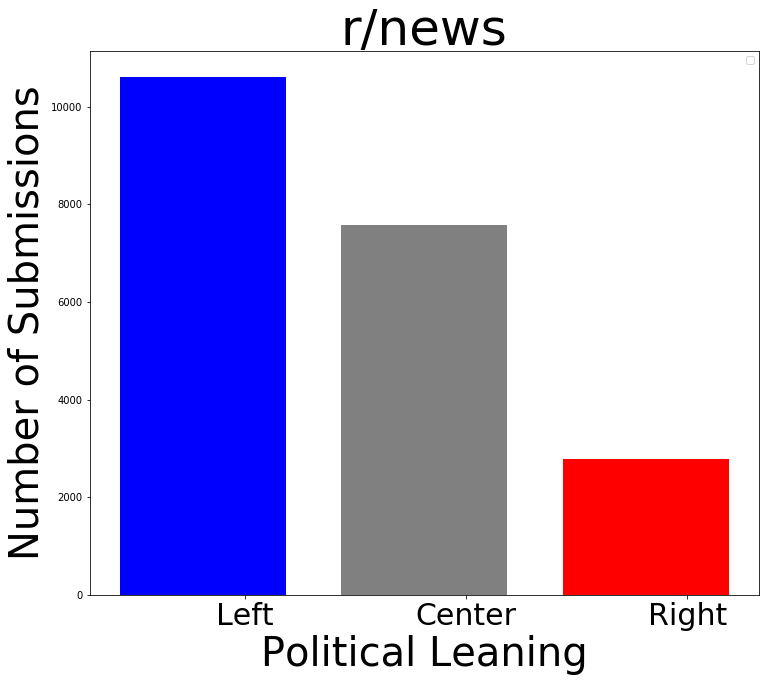 r/news
Number of Submissions
10000
8000
6000
4000
2000
0
Left Center Right
Political Leaning